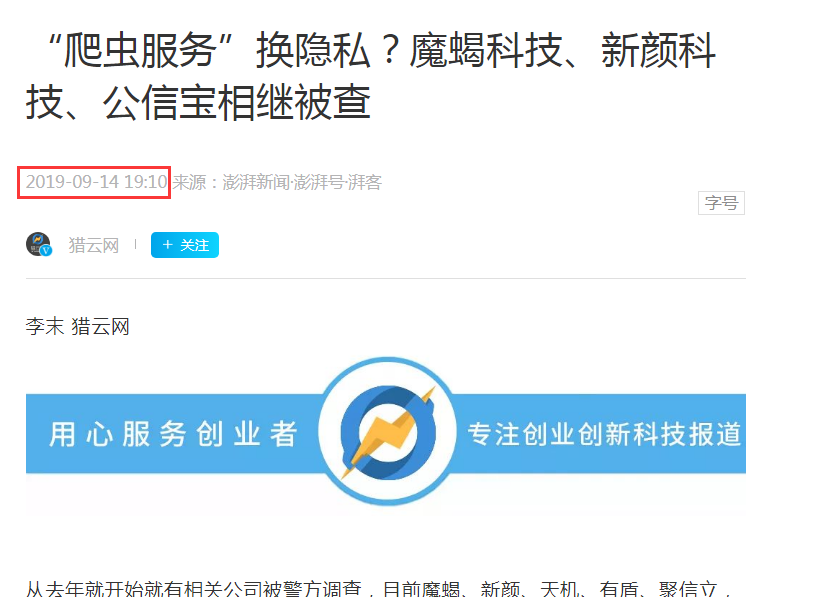 “爬虫服务”换隐私？魔蝎科技、新颜科
技、公信宝相继被查
2019-09-14 19:10 来源：澎湃新闻·澎湃号·湃客
字号
猎云网
+ 关注
李末 猎云网
用心服务创业者 专注创业创新科技报道
从去年就开始就有相关公司被警方调查，目前魔蝎、新颜、天机、有盾、聚信立，